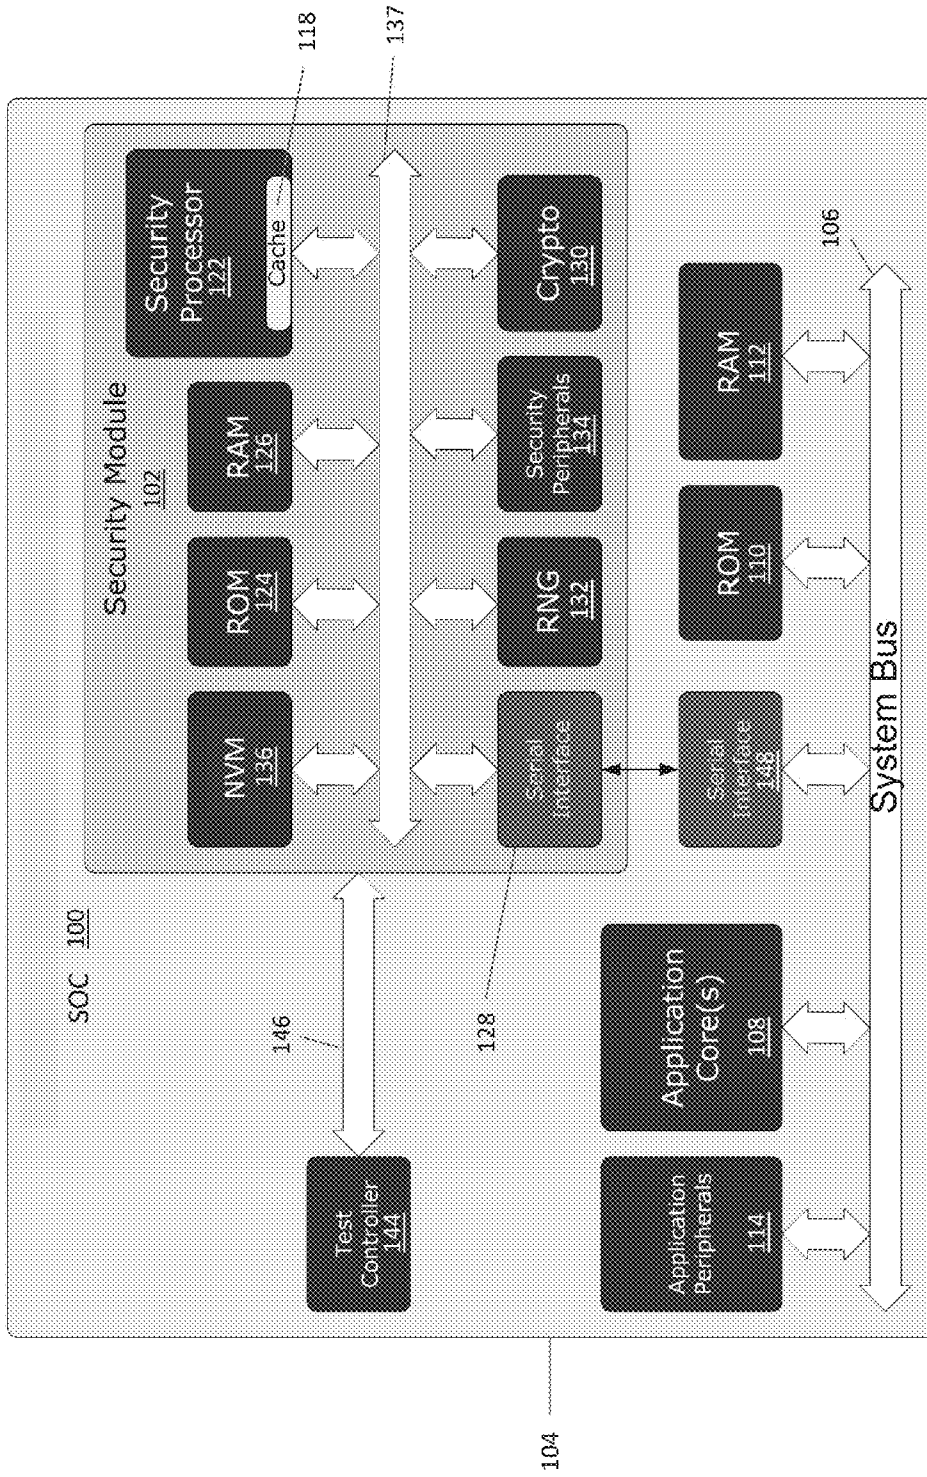 SOC 100
Security Module
102
NVM
136
ROM
124
RAM
126
Security
Processor
122
Cache
118
137
Serial
Interface
128
RNG
132
Security
Peripherals
134
Crypto
130
Test
Controller
144
146
Application
Peripherals
114
Application
Core(s)
108
Serial
Interface
148
ROM
110
RAM
112
106
System Bus
104